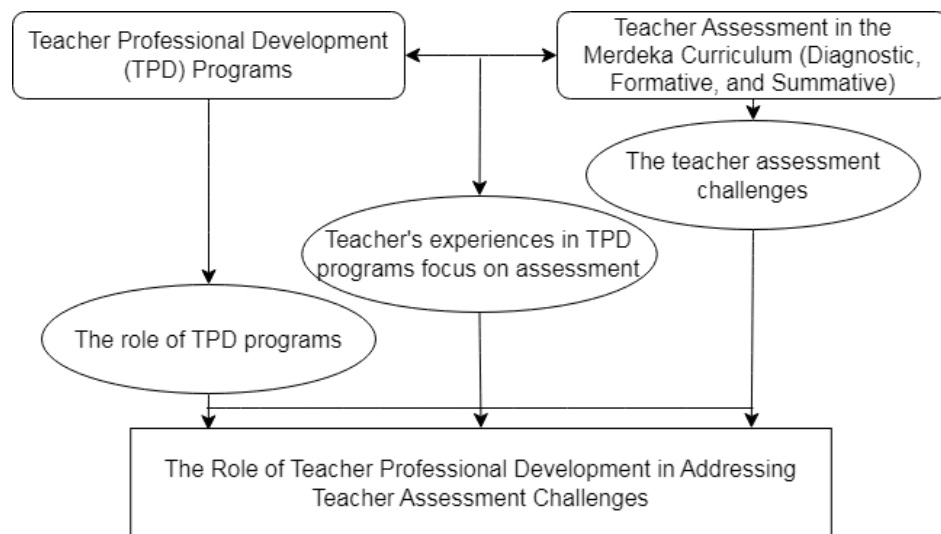 Teacher Professional Development
(TPD) Programs
Teacher Assessment in the
Merdeka Curriculum (Diagnostic,
Formative, and Summative)
The teacher assessment
challenges
Teacher's experiences in TPD
programs focus on assessment
The role of TPD programs
The Role of Teacher Professional Development in Addressing
Teacher Assessment Challenges